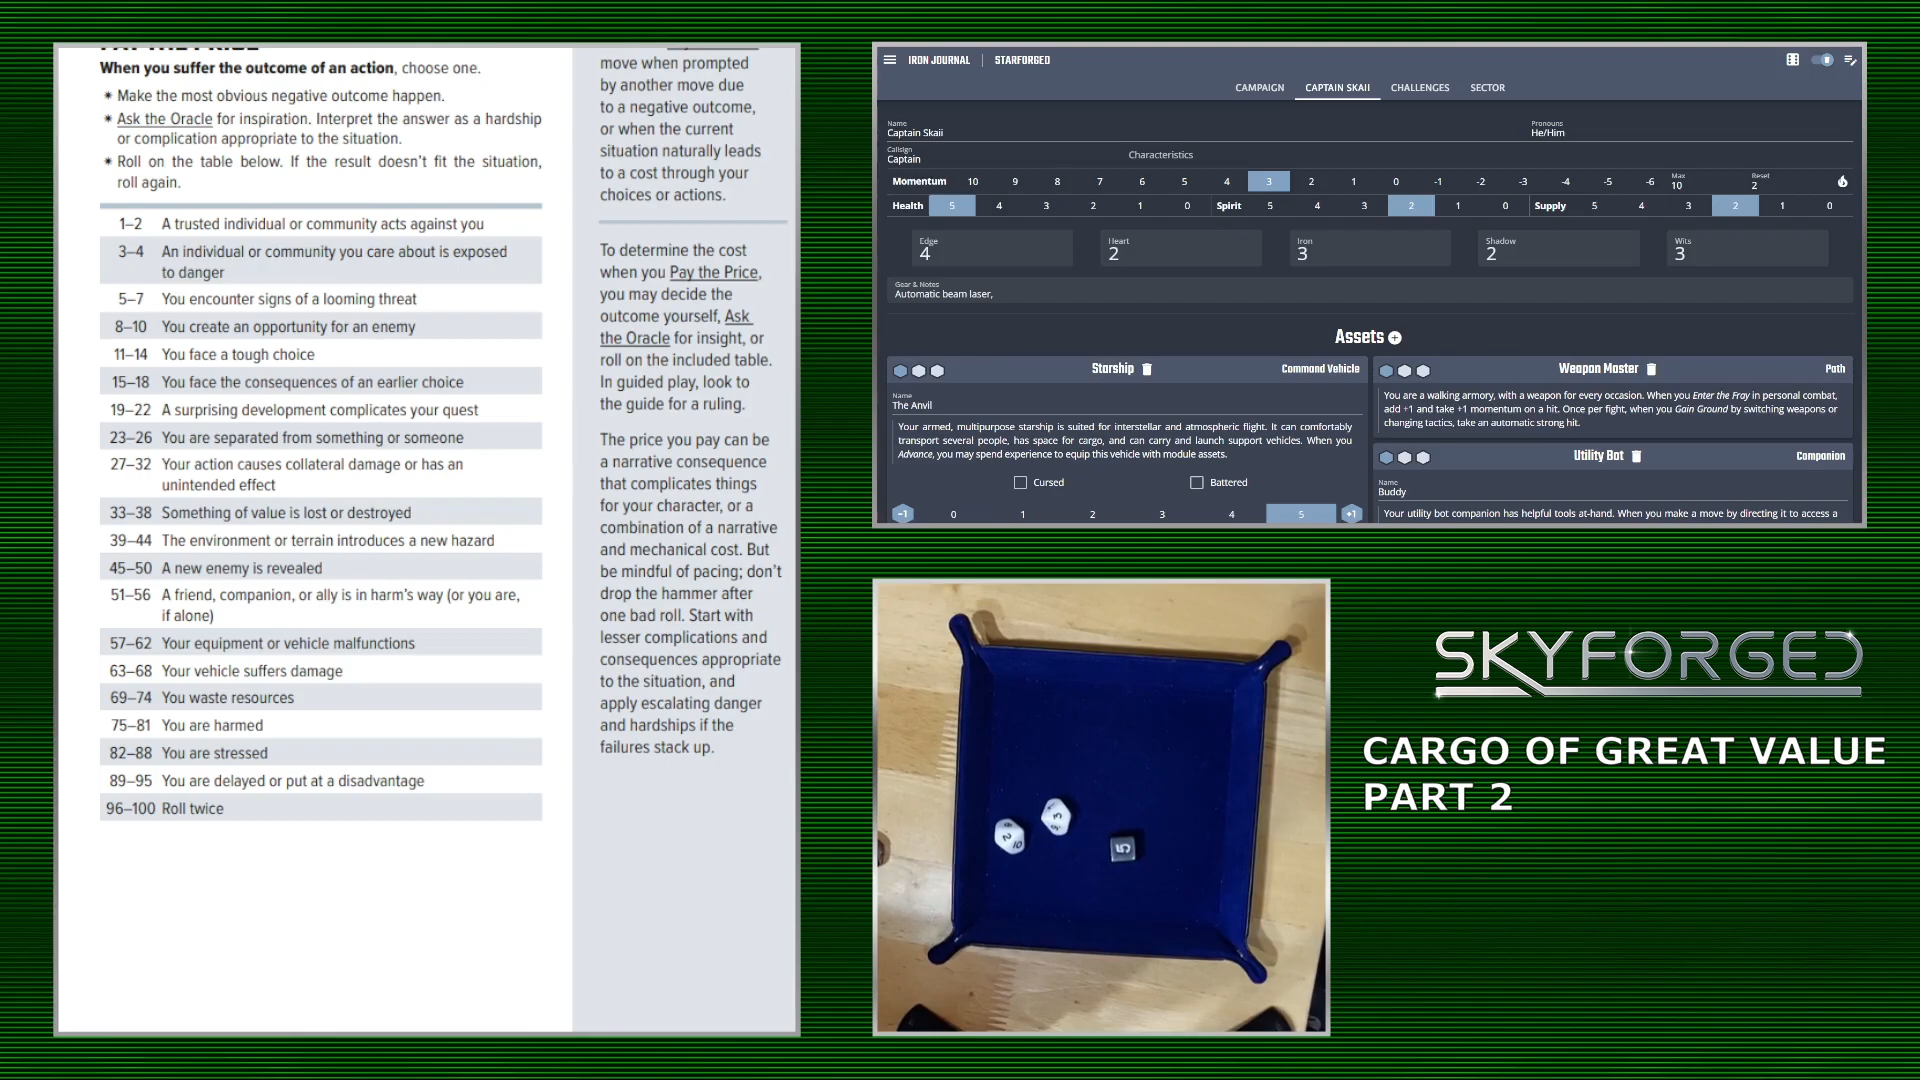 PAY THE PRICE
When you suffer the outcome of an action, choose one.
✴ Make the most obvious negative outcome happen.
✴ Ask the Oracle for inspiration. Interpret the answer as a hardship
or complication appropriate to the situation.
✴ Roll on the table below. If the result doesn't fit the situation,
roll again.
1–2 A trusted individual or community acts against you
3–4 An individual or community you care about is exposed
to danger
5–7 You encounter signs of a looming threat
8–10 You create an opportunity for an enemy
11–14 You face a tough choice
15–18 You face the consequences of an earlier choice
19–22 A surprising development complicates your quest
23–26 You are separated from something or someone
27–32 Your action causes collateral damage or has an
unintended effect
33–38 Something of value is lost or destroyed
39–44 The environment or terrain introduces a new hazard
45–50 A new enemy is revealed
51–56 A friend, companion, or ally is in harm's way (or you are,
if alone)
57–62 Your equipment or vehicle malfunctions
63–68 Your vehicle suffers damage
69–74 You waste resources
75–81 You are harmed
82–88 You are stressed
89–95 You are delayed or put at a disadvantage
96–100 Roll twice
move when prompted
by another move due
to a negative outcome,
or when the current
situation naturally leads
to a cost through your
choices or actions.
To determine the cost
when you Pay the Price,
you may decide the
outcome yourself, Ask
the Oracle for insight, or
roll on the included table.
In guided play, look to
the guide for a ruling.
The price you pay can be
a narrative consequence
that complicates things
for your character, or a
combination of a narrative
and mechanical cost. But
be mindful of pacing; don't
drop the hammer after
one bad roll. Start with
lesser complications and
consequences appropriate
to the situation, and
apply escalating danger
and hardships if the
failures stack up.
IRON JOURNAL STARFORGED
CAMPAIGN CAPTAIN SKAII CHALLENGES SECTOR
Name
Captain Skaii
Pronouns
He/Him
Callsign
Captain
Characteristics
Momentum 10 9 8 7 6 5 4 3 2 1 0 -1 -2 -3 -4 -5 -6 Max 10 Reset 2
Health 5 4 3 2 1 0 Spirit 5 4 3 2 1 0 Supply 5 4 3 2 1 0
Edge 4
Heart 2
Iron 3
Shadow 2
Wits 3
Gear & Notes
Automatic beam laser,
Assets
Starship Command Vehicle
Name
The Anvil
Your armed, multipurpose starship is suited for interstellar and atmospheric flight. It can comfortably
transport several people, has space for cargo, and can carry and launch support vehicles. When you
Advance, you may spend experience to equip this vehicle with module assets.
Cursed Battered
-1 0 1 2 3 4 5 +1
Weapon Master Path
You are a walking armory, with a weapon for every occasion. When you Enter the Fray in personal combat,
add +1 and take +1 momentum on a hit. Once per fight, when you Gain Ground by switching weapons or
changing tactics, take an automatic strong hit.
Utility Bot Companion
Name
Buddy
Your utility bot companion has helpful tools at-hand. When you make a move by directing it to access a
2
10
3
5
SKYFORGED
CARGO OF GREAT VALUE
PART 2